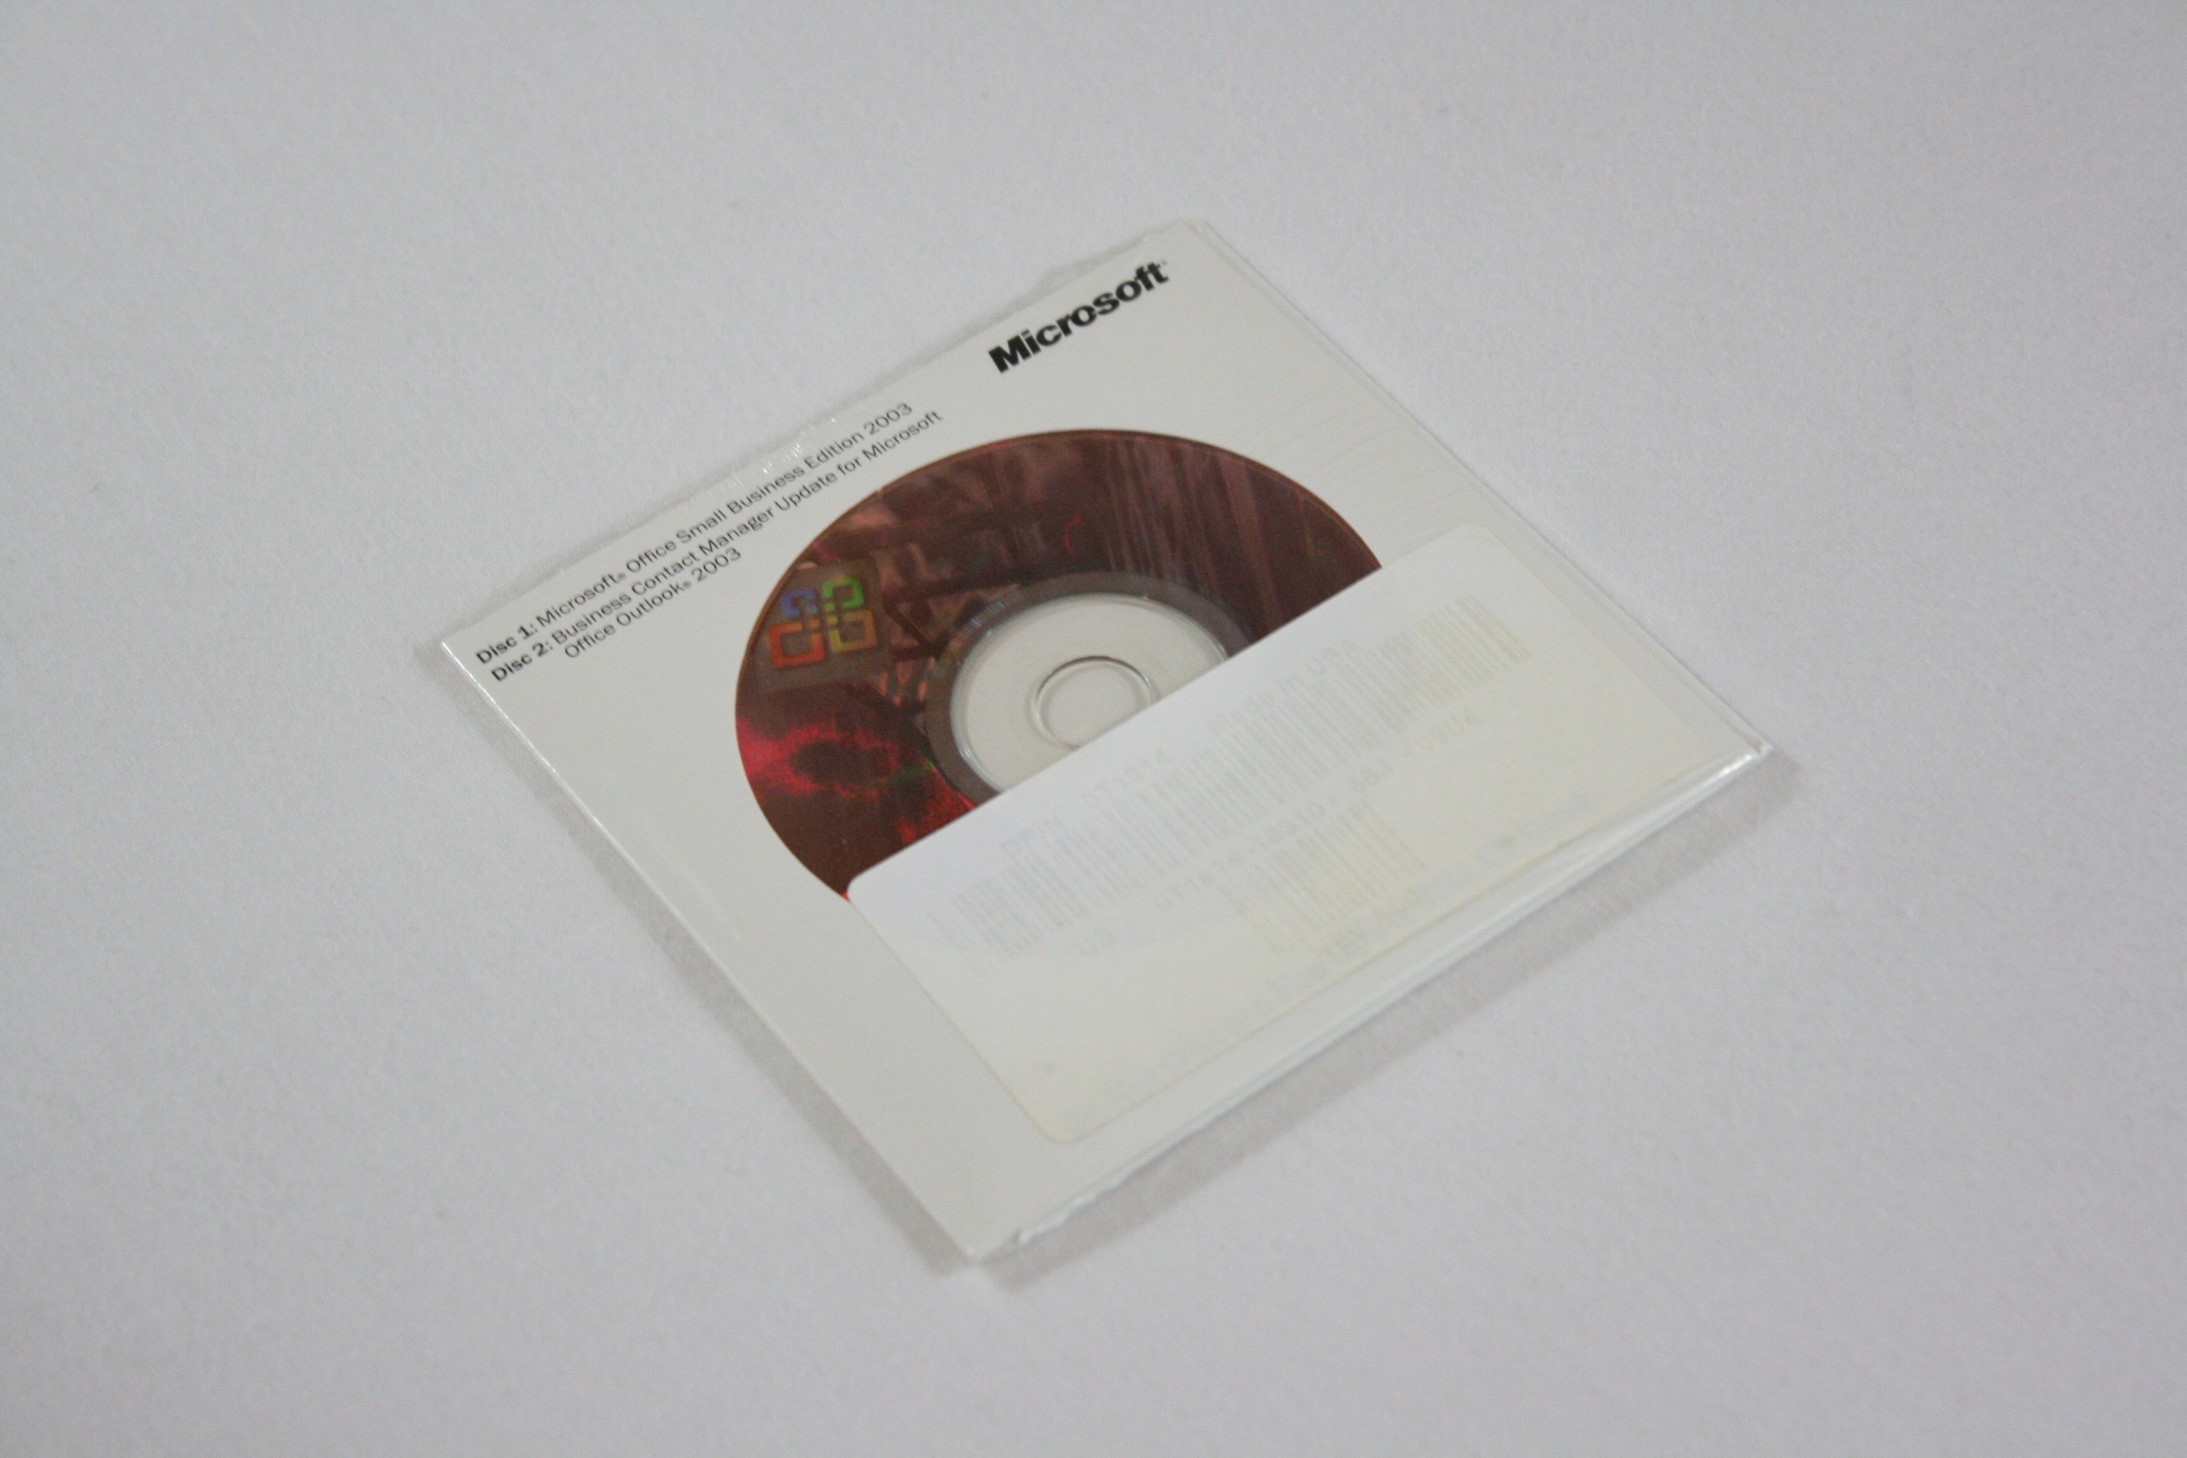 Microsoft®
Disc 1: Microsoft® Office Small Business Edition 2003
Disc 2: Business Contact Manager Update for Microsoft
Office Outlook® 2003